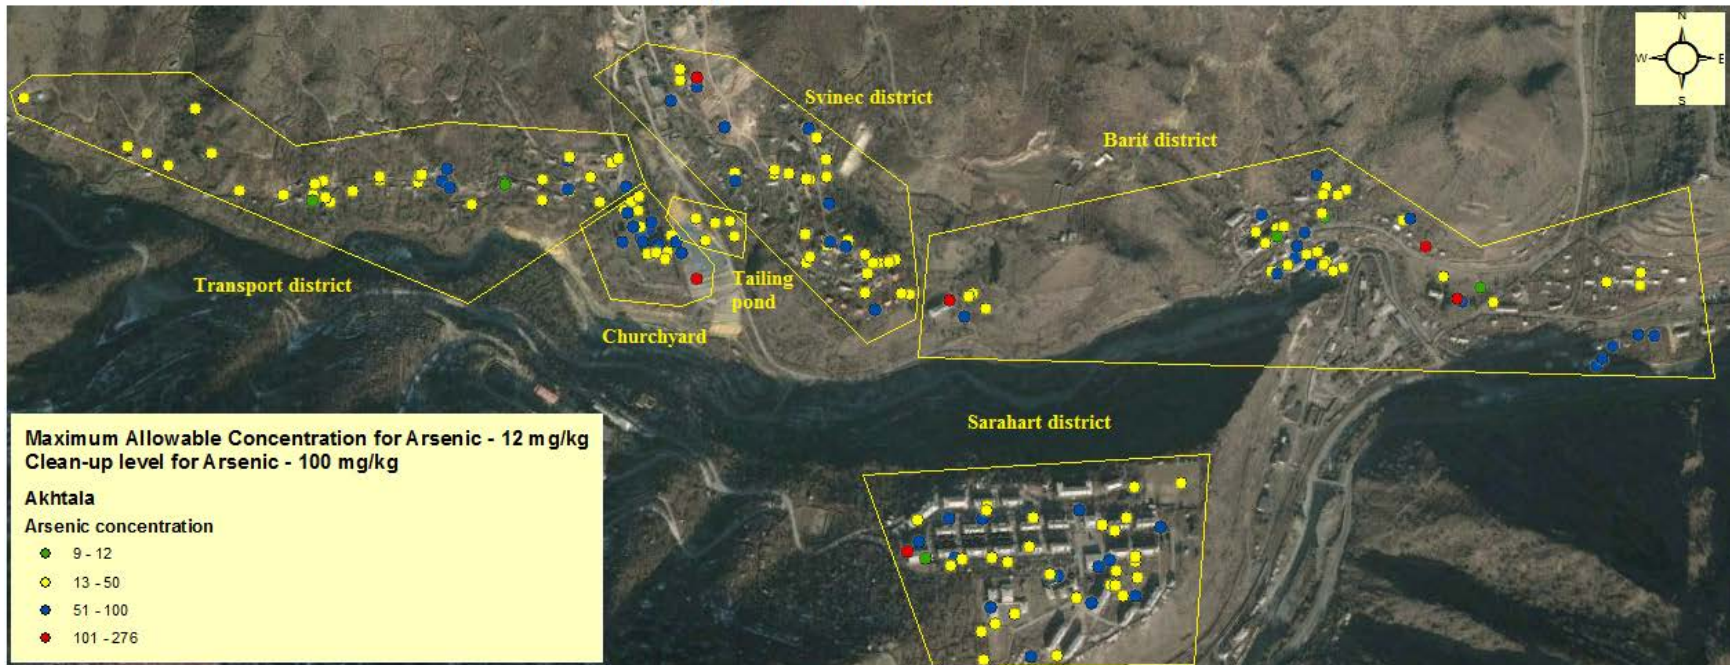 N
W E
S
Svinec district
Barit district
Transport district
Tailing
pond
Churchyard
Sarahart district
Maximum Allowable Concentration for Arsenic - 12 mg/kg
Clean-up level for Arsenic - 100 mg/kg
Akhtala
Arsenic concentration
9 - 12
13 - 50
51 - 100
101 - 276